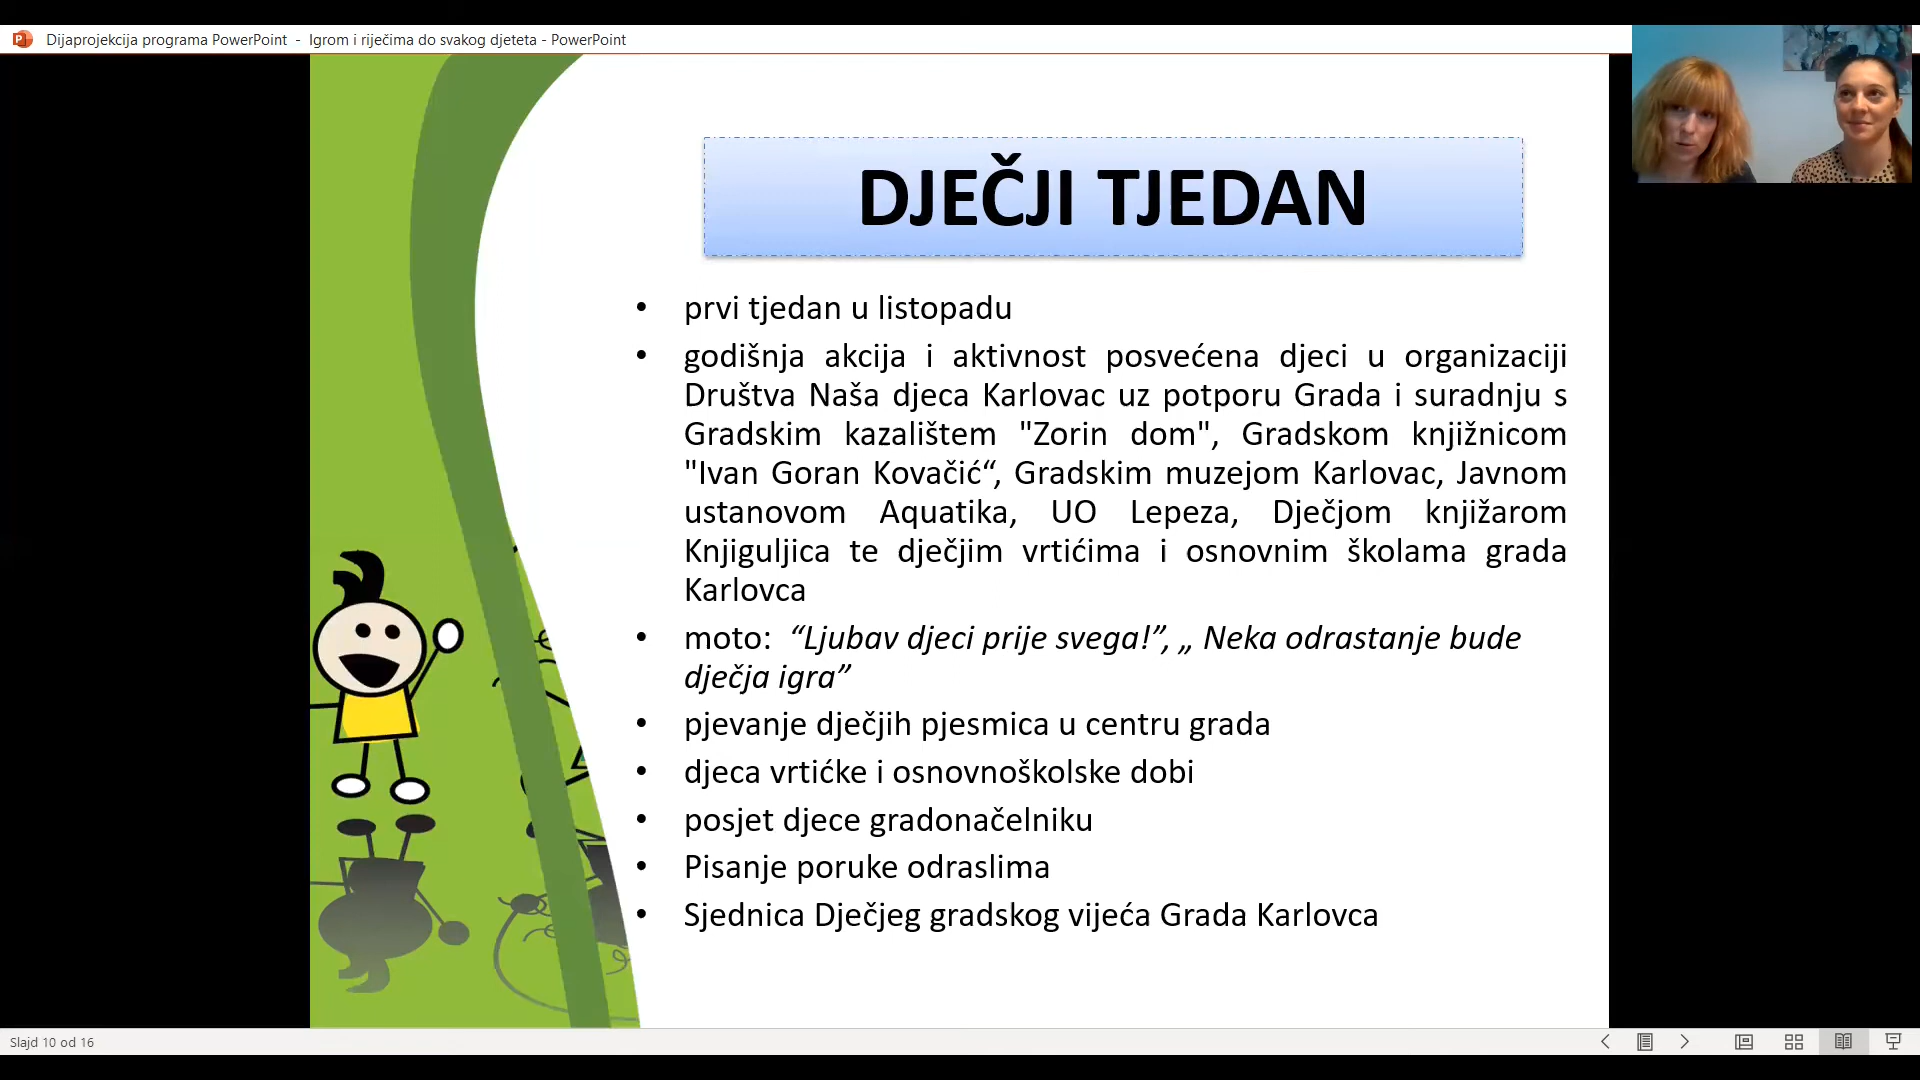 Dijaprojekcija programa PowerPoint - Igrom i riječima do svakog djeteta - PowerPoint
DJEČJI TJEDAN
• prvi tjedan u listopadu
• godišnja akcija i aktivnost posvećena djeci u organizaciji
Društva Naša djeca Karlovac uz potporu Grada i suradnju s
Gradskim kazalištem "Zorin dom", Gradskom knjižnicom
"Ivan Goran Kovačić“, Gradskim muzejom Karlovac, Javnom
ustanovom Aquatika, UO Lepeza, Dječjom knjižarom
Knjiguljica te dječjim vrtićima i osnovnim školama grada
Karlovca
• moto: “Ljubav djeci prije svega!”, „ Neka odrastanje bude
dječja igra”
• pjevanje dječjih pjesmica u centru grada
• djeca vrtićke i osnovnoškolske dobi
• posjet djece gradonačelniku
• Pisanje poruke odraslima
• Sjednica Dječjeg gradskog vijeća Grada Karlovca
Slajd 10 od 16